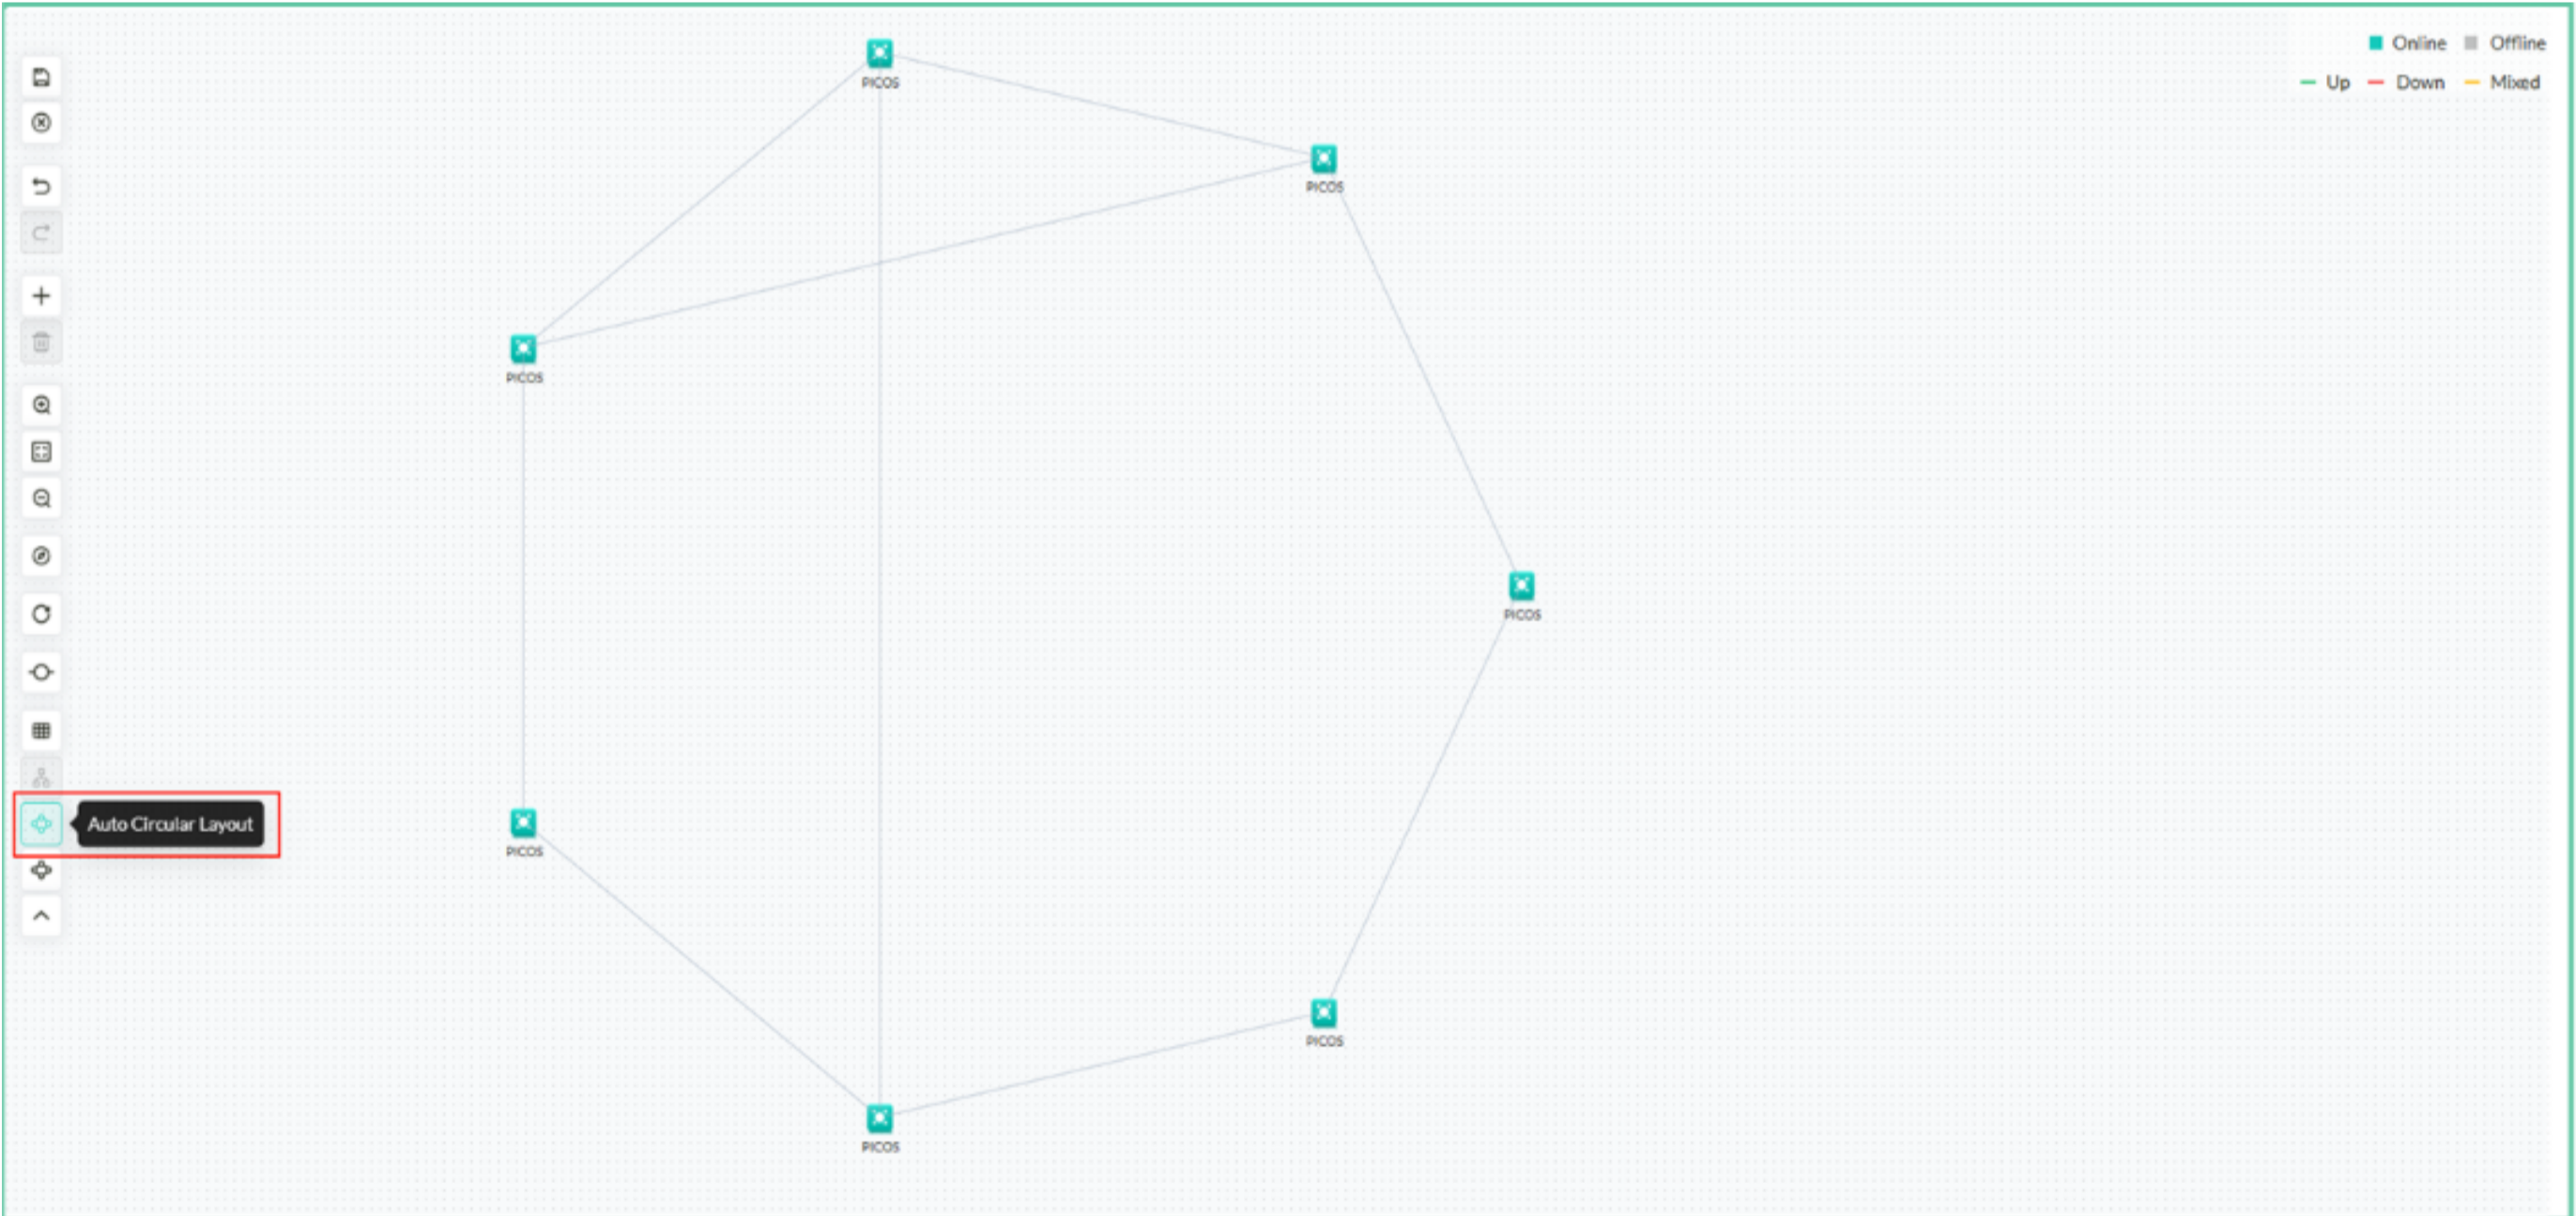 Online Offline
Up Down Mixed
PICOS
PICOS
PICOS
PICOS
Auto Circular Layout
PICOS
PICOS
PICOS